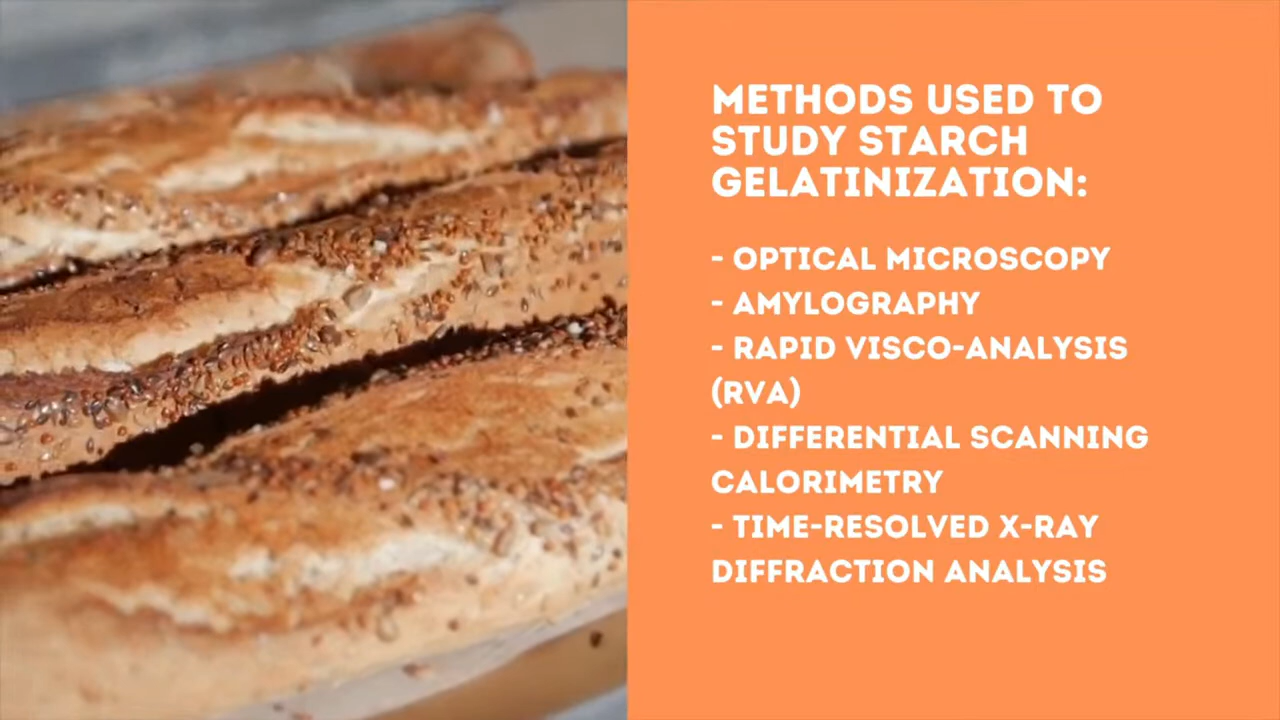 METHODS USED TO
STUDY STARCH
GELATINIZATION:
- OPTICAL MICROSCOPY
- AMYLOGRAPHY
- RAPID VISCO-ANALYSIS
(RVA)
- DIFFERENTIAL SCANNING
CALORIMETRY
- TIME-RESOLVED X-RAY
DIFFRACTION ANALYSIS